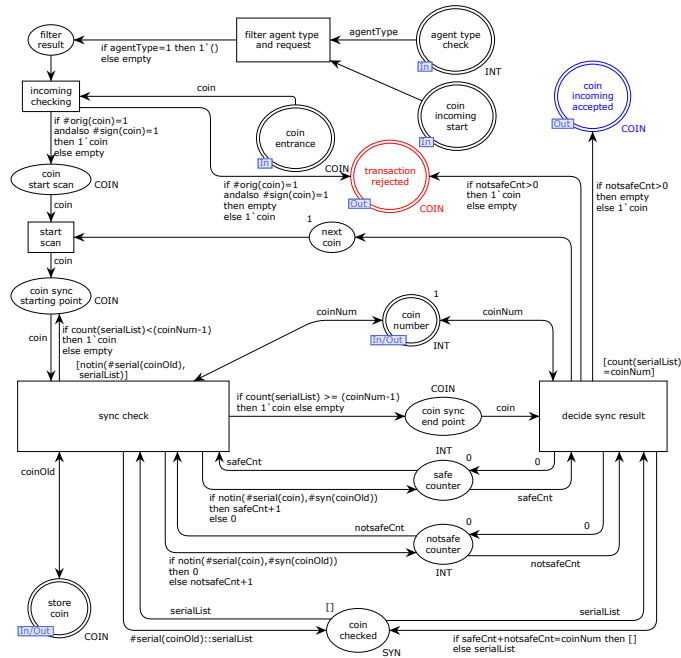 filter
result
if agentType=1 then 1`()
else empty
filter agent type
and request
agentType
agent type
check
In
INT
incoming
checking
coin
coin
incoming
start
In
coin
incoming
accepted
Out
COIN
if #orig(coin)=1
andalso #sign(coin)=1
then 1`coin
else empty
coin
entrance
In
COIN
transaction
rejected
Out
COIN
coin
start scan
COIN
if #orig(coin)=1
andalso #sign(coin)=1
then empty
else 1`coin
if notsafeCnt>0
then 1`coin
else empty
if notsafeCnt>0
then empty
else 1`coin
coin
start
scan
1
next
coin
coin
coin sync
starting point
COIN
coin
if count(serialList)<(coinNum-1)
then 1`coin
else empty
[notin(#serial(coinOld),
serialList)]
coinNum
1
coin
number
In/Out
INT
coinNum
[count(serialList)
=coinNum]
sync check
if count(serialList) >= (coinNum-1)
then 1`coin else empty
COIN
coin sync
end point
coin
decide sync result
coinOld
safeCnt
INT
0
0
safe
counter
if notin(#serial(coin),#syn(coinOld))
then safeCnt+1
else 0
safeCnt
notsafeCnt
0
0
notsafe
counter
INT
if notin(#serial(coin),#syn(coinOld))
then 0
else notsafeCnt+1
notsafeCnt
store
coin
In/Out
COIN
serialList
[]
serialList
coin
checked
SYN
#serial(coinOld)::serialList
if safeCnt+notsafeCnt=coinNum then []
else serialList